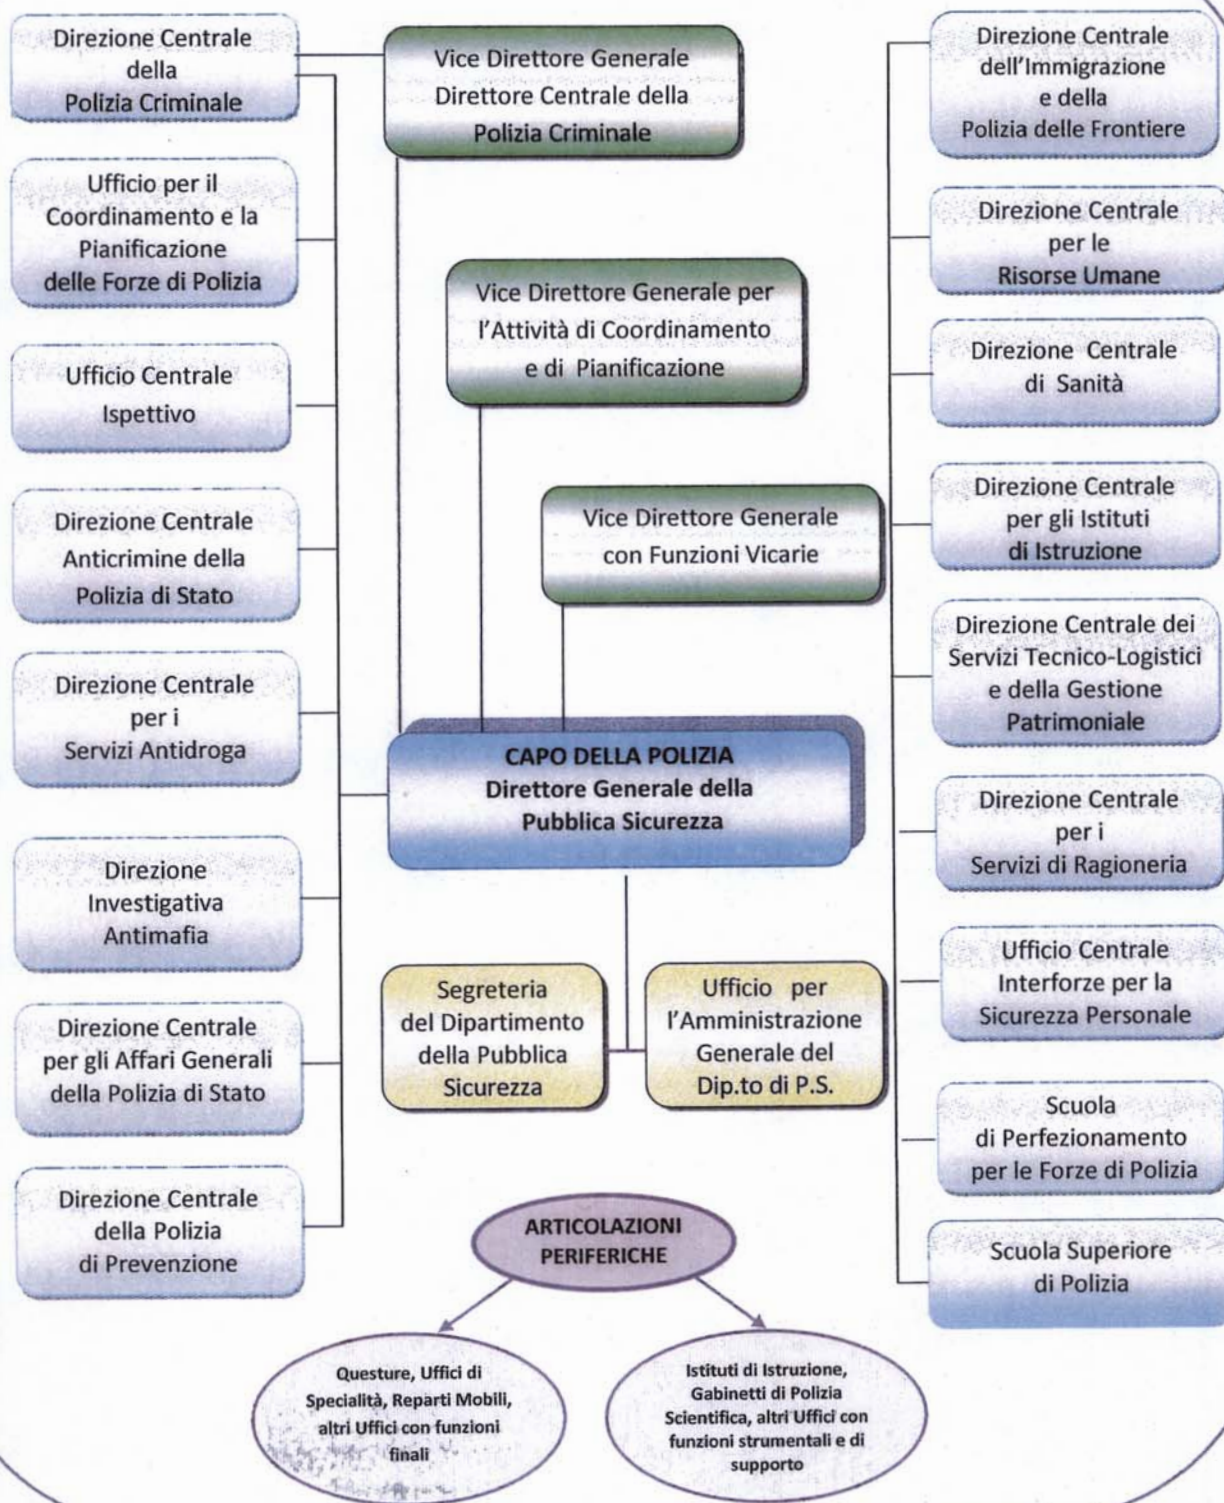 Direzione Centrale
della
Polizia Criminale
Ufficio per il
Coordinamento e la
Pianificazione
delle Forze di Polizia
Ufficio Centrale
Ispettivo
Direzione Centrale
Anticrimine della
Polizia di Stato
Direzione Centrale
per i
Servizi Antidroga
Direzione
Investigativa
Antimafia
Direzione Centrale
per gli Affari Generali
della Polizia di Stato
Direzione Centrale
della Polizia
di Prevenzione
Vice Direttore Generale
Direttore Centrale della
Polizia Criminale
Vice Direttore Generale per
l'Attività di Coordinamento
e di Pianificazione
Vice Direttore Generale
con Funzioni Vicarie
CAPO DELLA POLIZIA
Direttore Generale della
Pubblica Sicurezza
Segreteria
del Dipartimento
della Pubblica
Sicurezza
Ufficio per
l'Amministrazione
Generale del
Dip.to di P.S.
ARTICOLAZIONI
PERIFERICHE
Questure, Uffici di
Specialità, Reparti Mobili,
altri Uffici con funzioni
finali
Istituti di Istruzione,
Gabinetti di Polizia
Scientifica, altri Uffici con
funzioni strumentali e di
supporto
Direzione Centrale
dell'Immigrazione
e della
Polizia delle Frontiere
Direzione Centrale
per le
Risorse Umane
Direzione Centrale
di Sanità
Direzione Centrale
per gli Istituti
di Istruzione
Direzione Centrale dei
Servizi Tecnico-Logistici
e della Gestione
Patrimoniale
Direzione Centrale
per i
Servizi di Ragioneria
Ufficio Centrale
Interforze per la
Sicurezza Personale
Scuola
di Perfezionamento
per le Forze di Polizia
Scuola Superiore
di Polizia